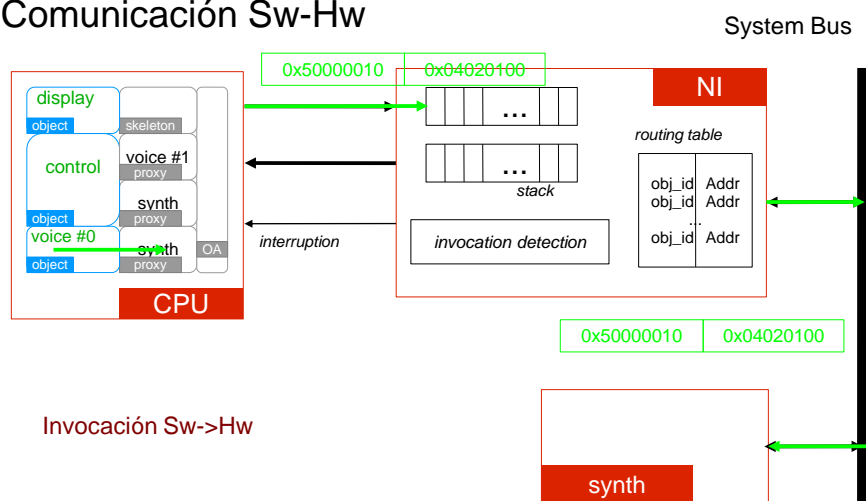 Comunicación Sw-Hw
System Bus
0x50000010 0x04020100
NI
display
object
skeleton
...
routing table
control
voice #1
proxy
...
stack
obj_id Addr
obj_id Addr
...
obj_id Addr
synth
object
proxy
voice #0
synth
OA
object
proxy
interruption
invocation detection
CPU
0x50000010 0x04020100
Invocación Sw->Hw
synth